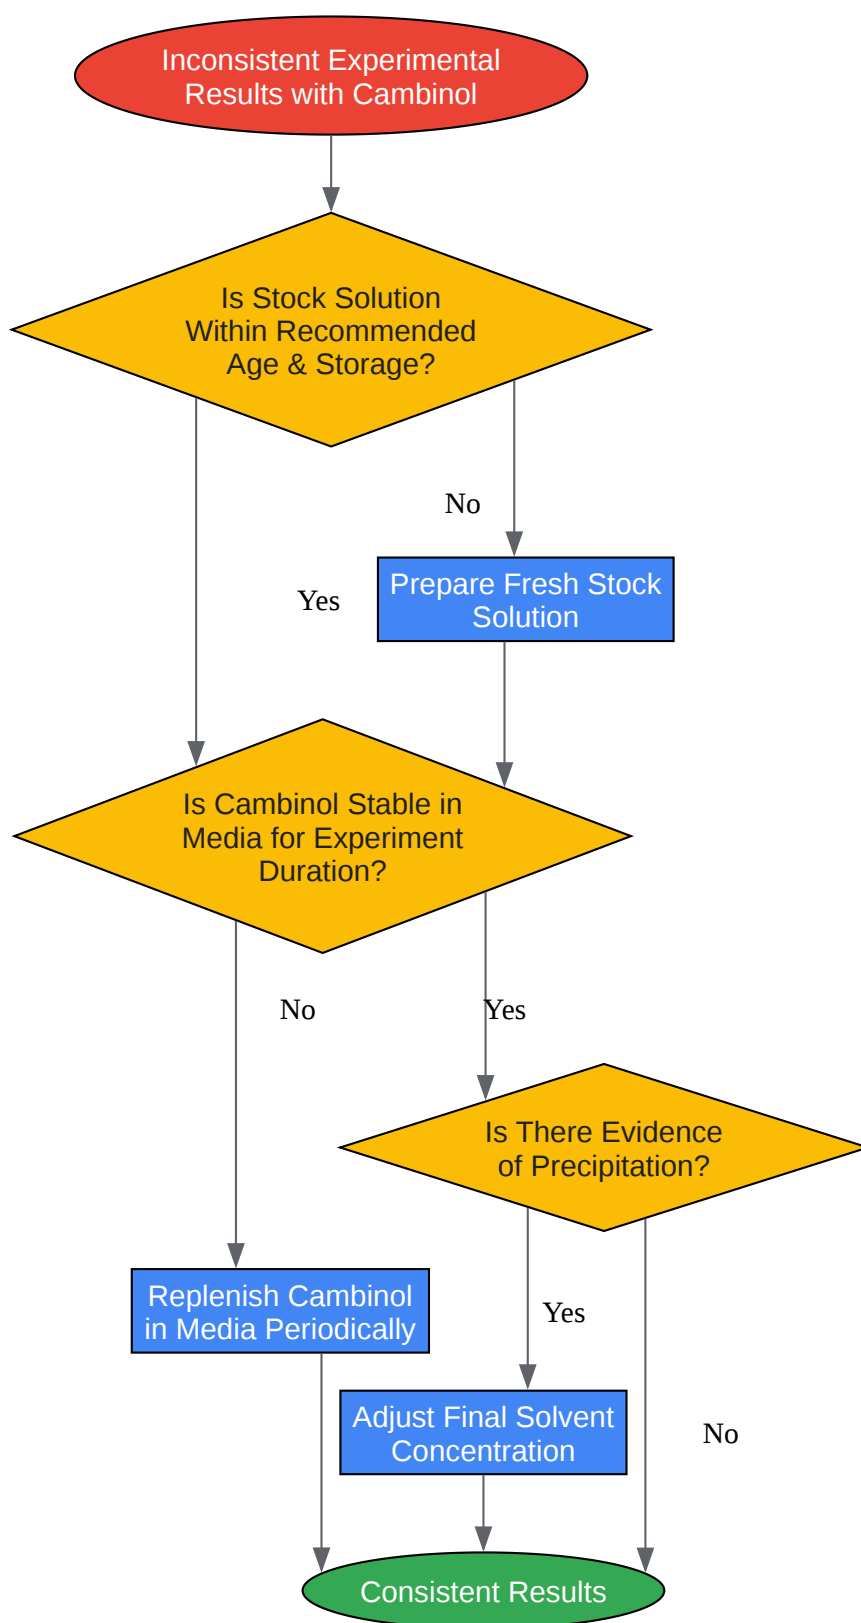 Inconsistent Experimental
Results with Cambinol
Is Stock Solution
Within Recommended
Age & Storage?
No
Prepare Fresh Stock
Solution
Yes
Is Cambinol Stable in
Media for Experiment
Duration?
No
Yes
Is There Evidence
of Precipitation?
Replenish Cambinol
in Media Periodically
Yes
Adjust Final Solvent
Concentration
No
Consistent Results